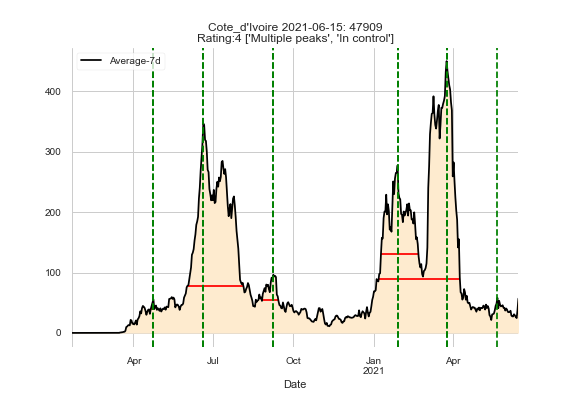 Cote_d'Ivoire 2021-06-15: 47909
Rating:4 ['Multiple peaks', 'In control']
Average-7d
400
300
200
100
0
Apr Jul Oct Jan Apr
2021
Date